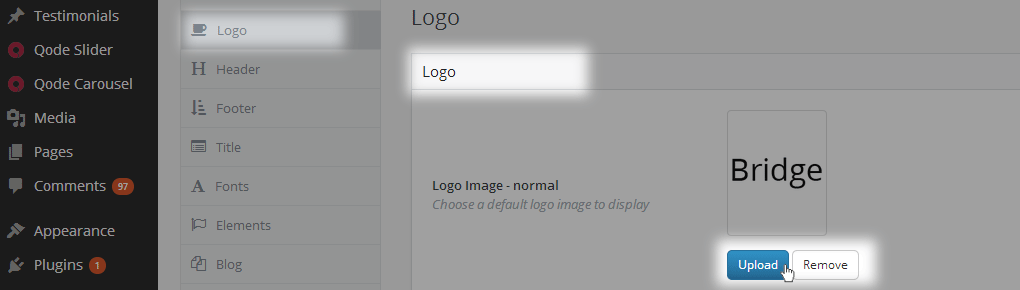 Testimonials
Qode Slider
Qode Carousel
Media
Pages
Comments 97
Appearance
Plugins 1
Logo
Header
Footer
Title
Fonts
Elements
Blog
Logo
Logo
Logo Image - normal
Choose a default logo image to display
Bridge
Upload
Remove